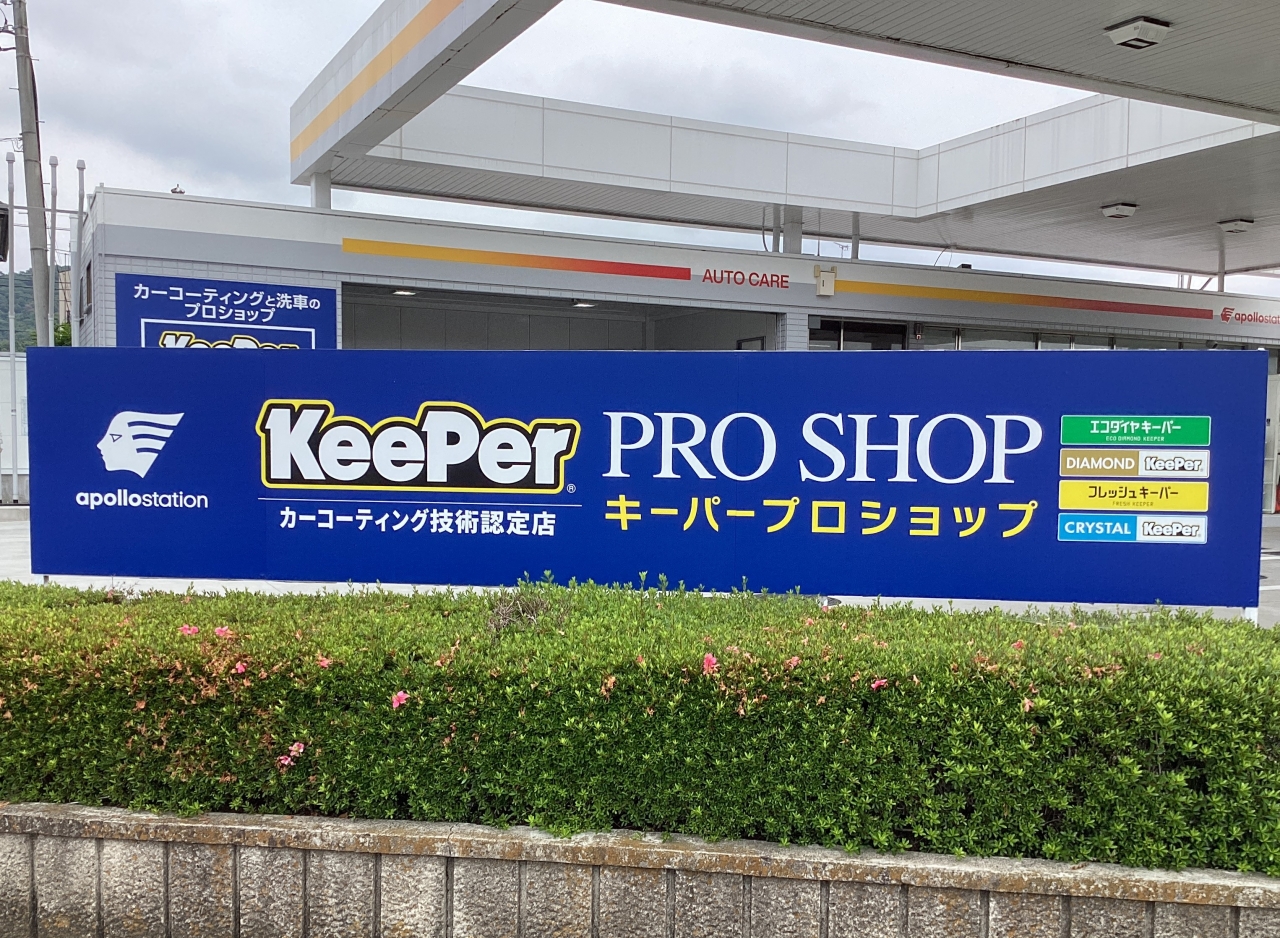 AUTO CARE
apollostation
カーコーティングと洗車の
プロショップ
KeePer
apollostation
KeePer®
カーコーティング技術認定店
PRO SHOP
キーパープロショップ
エコダイヤキーパー
ECO DIAMOND KEEPER
DIAMOND KeePer
フレッシュキーパー
FRESH KEEPER
CRYSTAL KeePer